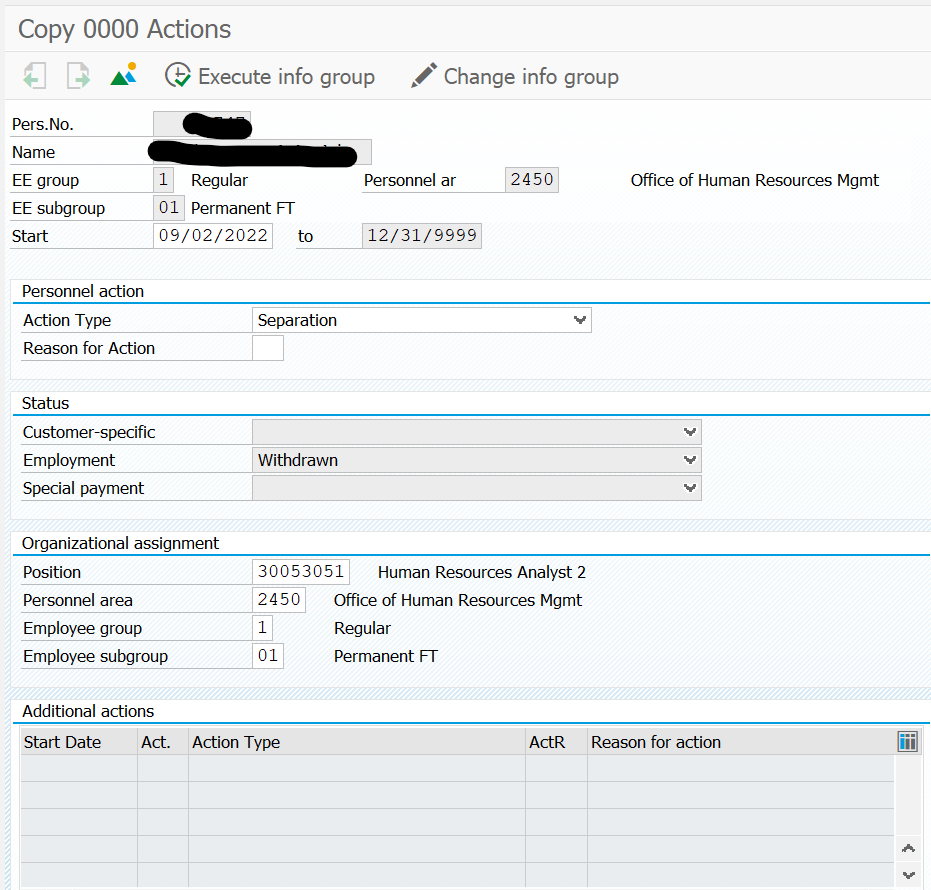 Copy 0000 Actions
Execute info group Change info group
Pers.No.
Name
EE group 1 Regular Personnel ar 2450 Office of Human Resources Mgmt
EE subgroup 01 Permanent FT
Start 09/02/2022 to 12/31/9999
Personnel action
Action Type Separation
Reason for Action
Status
Customer-specific
Employment Withdrawn
Special payment
Organizational assignment
Position 30053051 Human Resources Analyst 2
Personnel area 2450 Office of Human Resources Mgmt
Employee group 1 Regular
Employee subgroup 01 Permanent FT
Additional actions
Start Date Act. Action Type ActR Reason for action